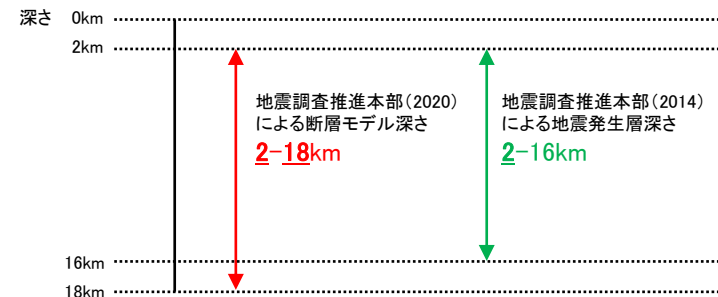 深さ 0km
2km
地震調査推進本部(2020)
による断層モデル深さ
2-18km
地震調査推進本部(2014)
による地震発生層深さ
2-16km
16km
18km